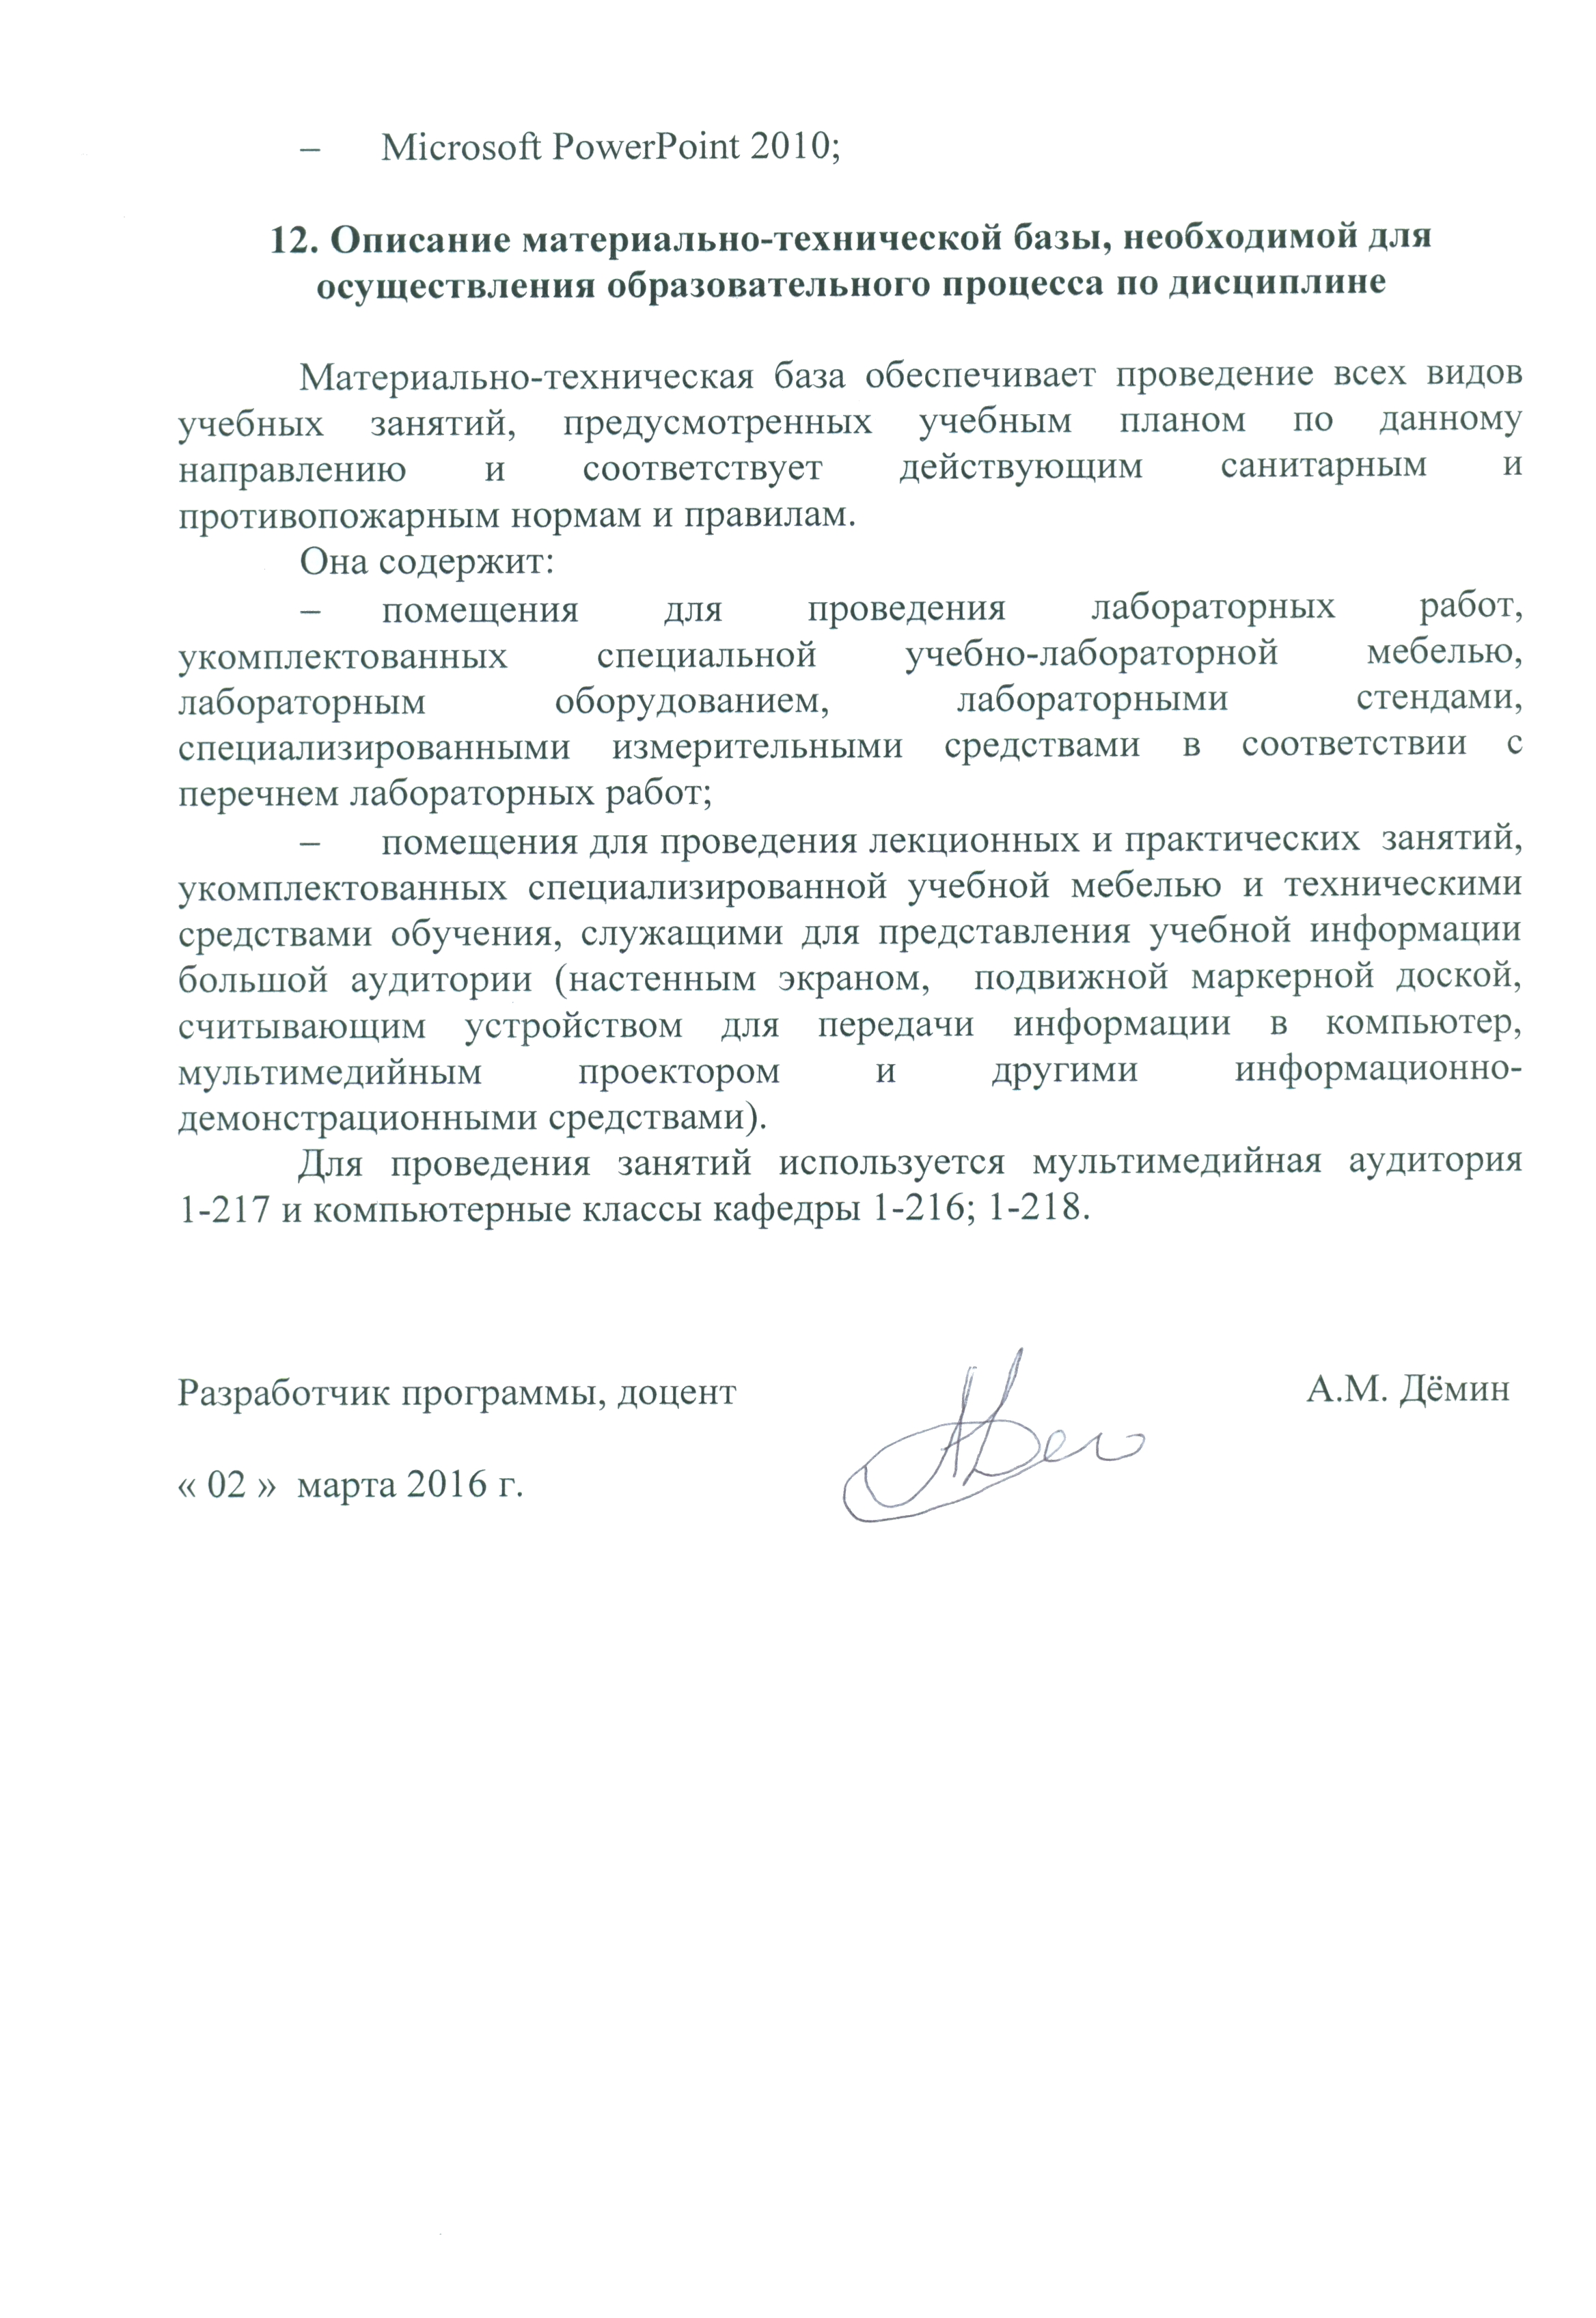 – Microsoft PowerPoint 2010;
12. Описание материально-технической базы, необходимой для
осуществления образовательного процесса по дисциплине
Материально-техническая база обеспечивает проведение всех видов
учебных занятий, предусмотренных учебным планом по данному
направлению и соответствует действующим санитарным и
противопожарным нормам и правилам.
Она содержит:
– помещения для проведения лабораторных работ,
укомплектованных специальной учебно-лабораторной мебелью,
лабораторным оборудованием, лабораторными стендами,
специализированными измерительными средствами в соответствии с
перечнем лабораторных работ;
– помещения для проведения лекционных и практических занятий,
укомплектованных специализированной учебной мебелью и техническими
средствами обучения, служащими для представления учебной информации
большой аудитории (настенным экраном, подвижной маркерной доской,
считывающим устройством для передачи информации в компьютер,
мультимедийным проектором и другими информационно-
демонстрационными средствами).
Для проведения занятий используется мультимедийная аудитория
1-217 и компьютерные классы кафедры 1-216; 1-218.
Разработчик программы, доцент А.М. Дёмин
« 02 » марта 2016 г.